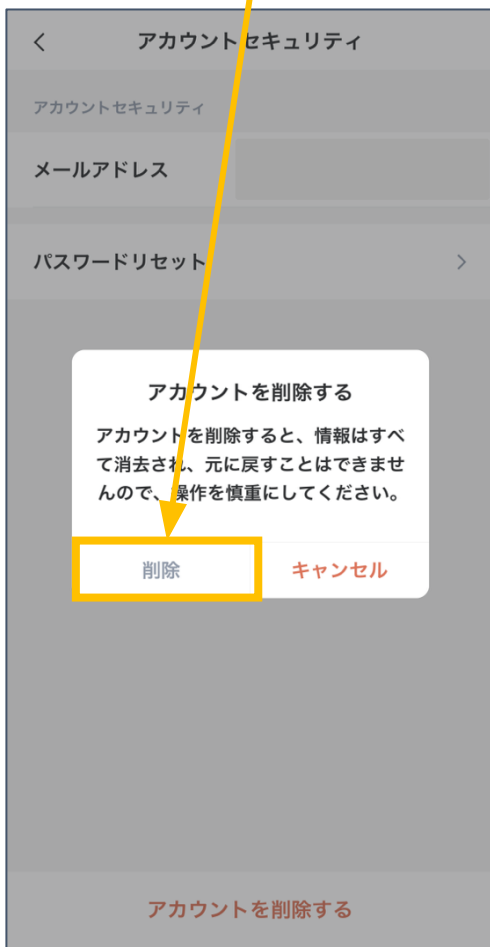 アカウントセキュリティ
アカウントセキュリティ
メールアドレス
パスワードリセット
アカウントを削除する
アカウントを削除すると、情報はすべ
て消去され、元に戻すことはできませ
んので、操作を慎重にしてください。
削除
キャンセル
アカウントを削除する